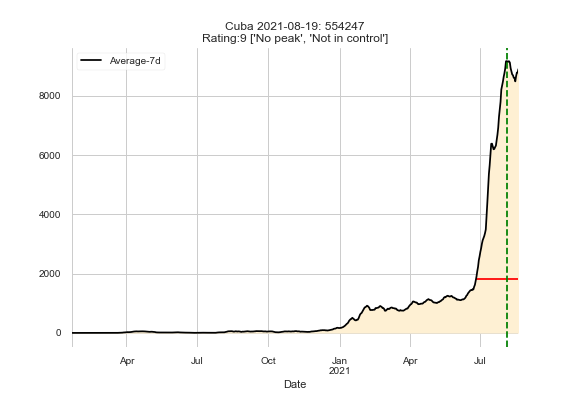 Cuba 2021-08-19: 554247
Rating:9 ['No peak', 'Not in control']
Average-7d
8000
6000
4000
2000
0
Apr
Jul
Oct
Jan
2021
Apr
Jul
Date